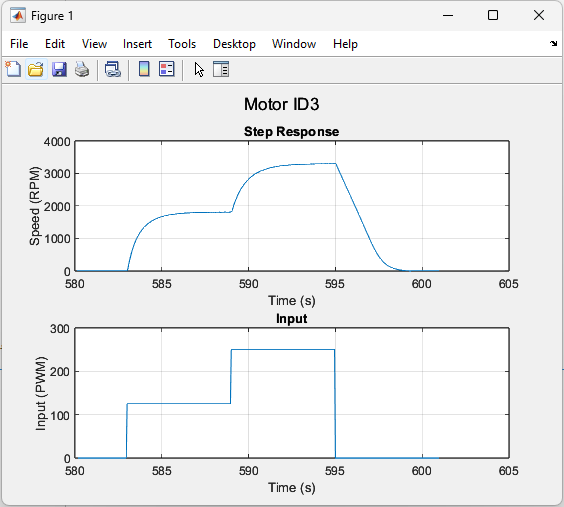 Figure 1
File Edit View Insert Tools Desktop Window Help
Motor ID3
Step Response
4000
3000
2000
1000
0
Speed (RPM)
580 585 590 595 600 605
Time (s)
Input
300
200
100
0
Input (PWM)
580 585 590 595 600 605
Time (s)